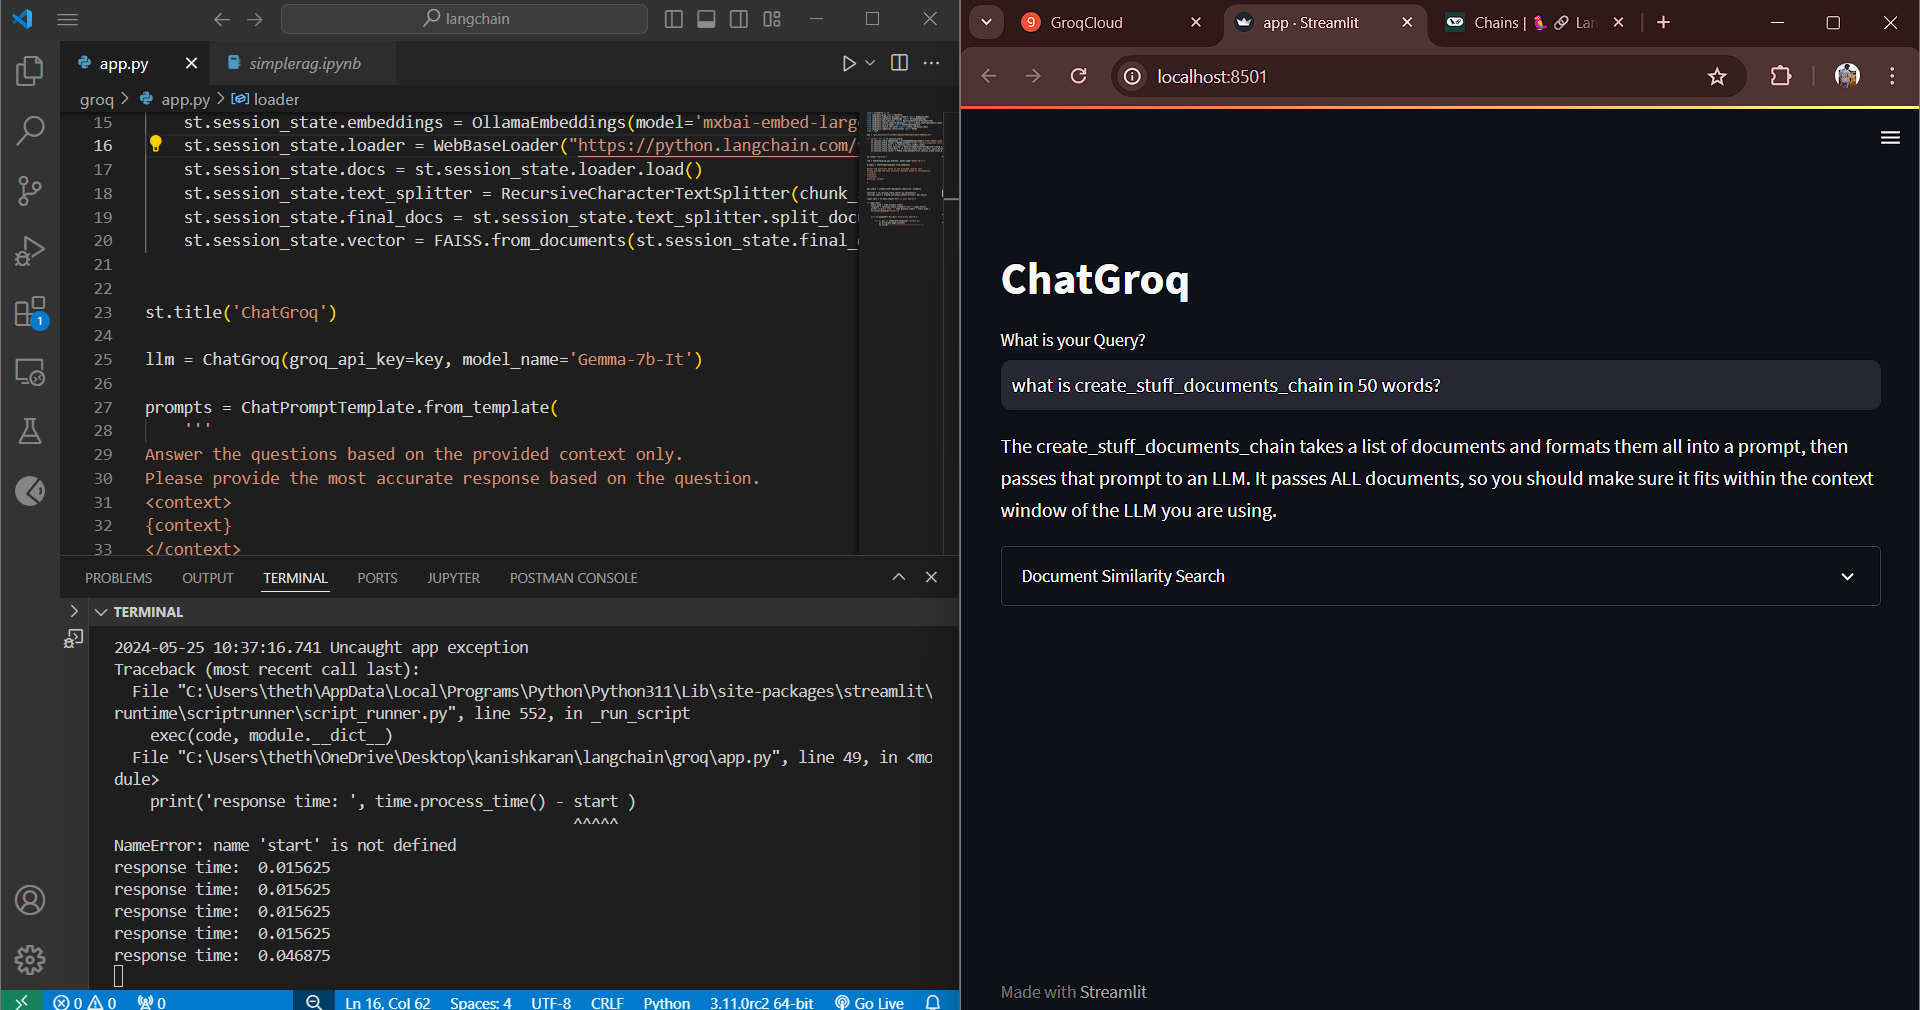 langchain
app.py
simplerag.ipynb
groq > app.py > loader
15 st.session_state.embeddings = OllamaEmbeddings(model='mxbai-embed-larg
16 st.session_state.loader = WebBaseLoader("https://python.langchain.com/
17 st.session_state.docs = st.session_state.loader.load()
18 st.session_state.text_splitter = RecursiveCharacterTextSplitter(chunk_
19 st.session_state.final_docs = st.session_state.text_splitter.split_docu
20 st.session_state.vector = FAISS.from_documents(st.session_state.final_
21
22
23 st.title('ChatGroq')
24
25 llm = ChatGroq(groq_api_key=key, model_name='Gemma-7b-It')
26
27 prompts = ChatPromptTemplate.from_template(
28 '''
29 Answer the questions based on the provided context only.
30 Please provide the most accurate response based on the question.
31 <context>
32 {context}
33 </context>
1
PROBLEMS OUTPUT TERMINAL PORTS JUPYTER POSTMAN CONSOLE
TERMINAL
2024-05-25 10:37:16.741 Uncaught app exception
Traceback (most recent call last):
File "C:\Users\theth\AppData\Local\Programs\Python\Python311\Lib\site-packages\streamlit\
runtime\scriptrunner\script_runner.py", line 552, in _run_script
exec(code, module.__dict__)
File "C:\Users\theth\OneDrive\Desktop\kanishkaran\langchain\groq\app.py", line 49, in <mo
dule>
print('response time: ', time.process_time() - start )
^^^^^
NameError: name 'start' is not defined
response time: 0.015625
response time: 0.015625
response time: 0.015625
response time: 0.015625
response time: 0.046875
0 0 0 Ln 16, Col 62 Spaces: 4 UTF-8 CRLF Python 3.11.0rc2 64-bit Go Live
9 GroqCloud
app · Streamlit
Chains | Lan
localhost:8501
ChatGroq
What is your Query?
what is create_stuff_documents_chain in 50 words?
The create_stuff_documents_chain takes a list of documents and formats them all into a prompt, then
passes that prompt to an LLM. It passes ALL documents, so you should make sure it fits within the context
window of the LLM you are using.
Document Similarity Search
Made with Streamlit